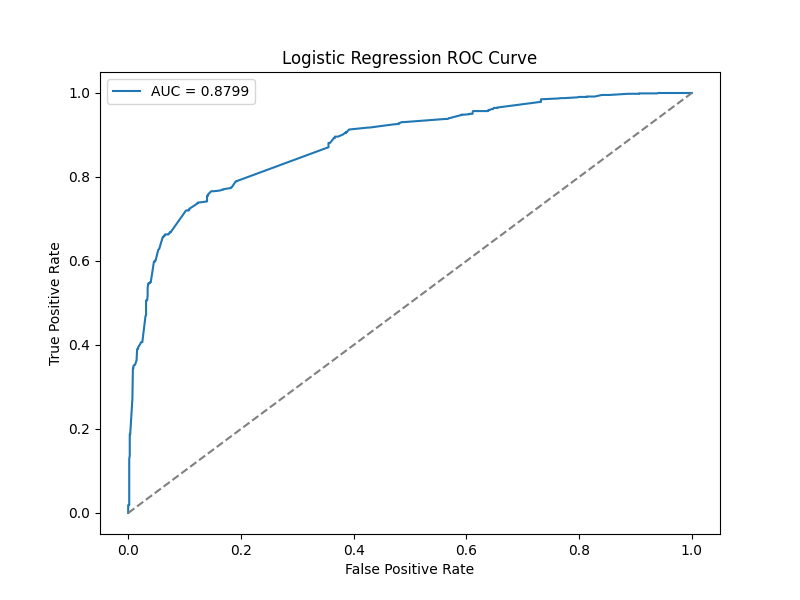 Logistic Regression ROC Curve
AUC = 0.8799
1.0
0.8
0.6
0.4
0.2
0.0
True Positive Rate
0.0 0.2 0.4 0.6 0.8 1.0
False Positive Rate